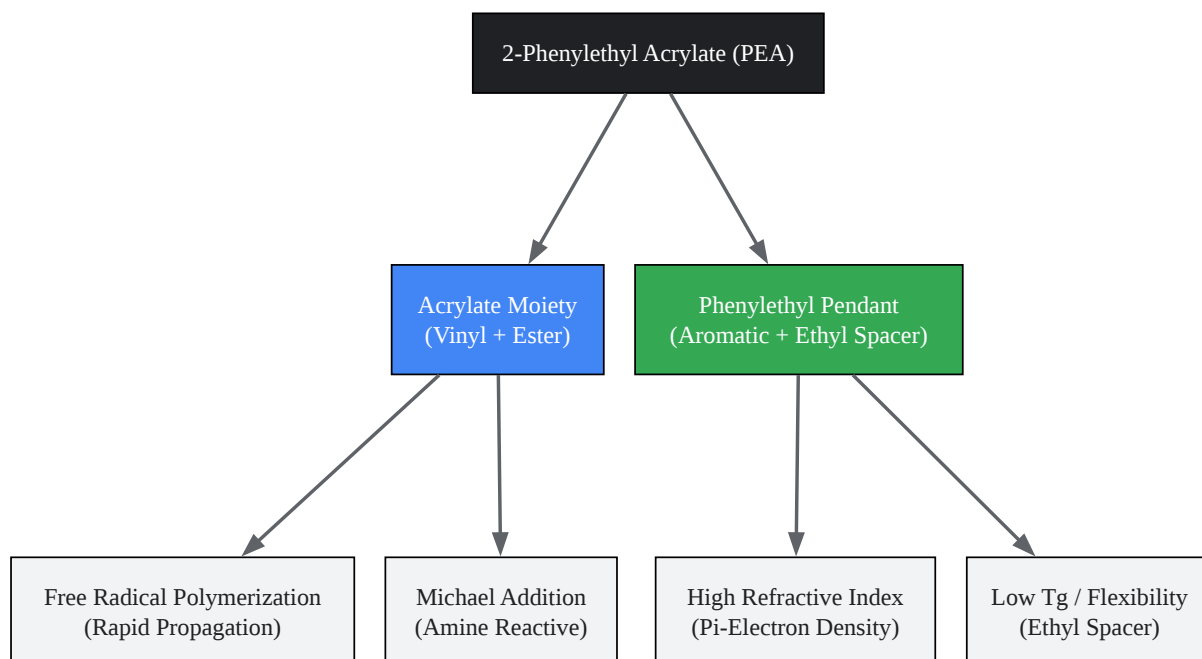 2-Phenylethyl Acrylate (PEA)
Acrylate Moiety
(Vinyl + Ester)
Phenylethyl Pendant
(Aromatic + Ethyl Spacer)
Free Radical Polymerization
(Rapid Propagation)
Michael Addition
(Amine Reactive)
High Refractive Index
(Pi-Electron Density)
Low Tg / Flexibility
(Ethyl Spacer)